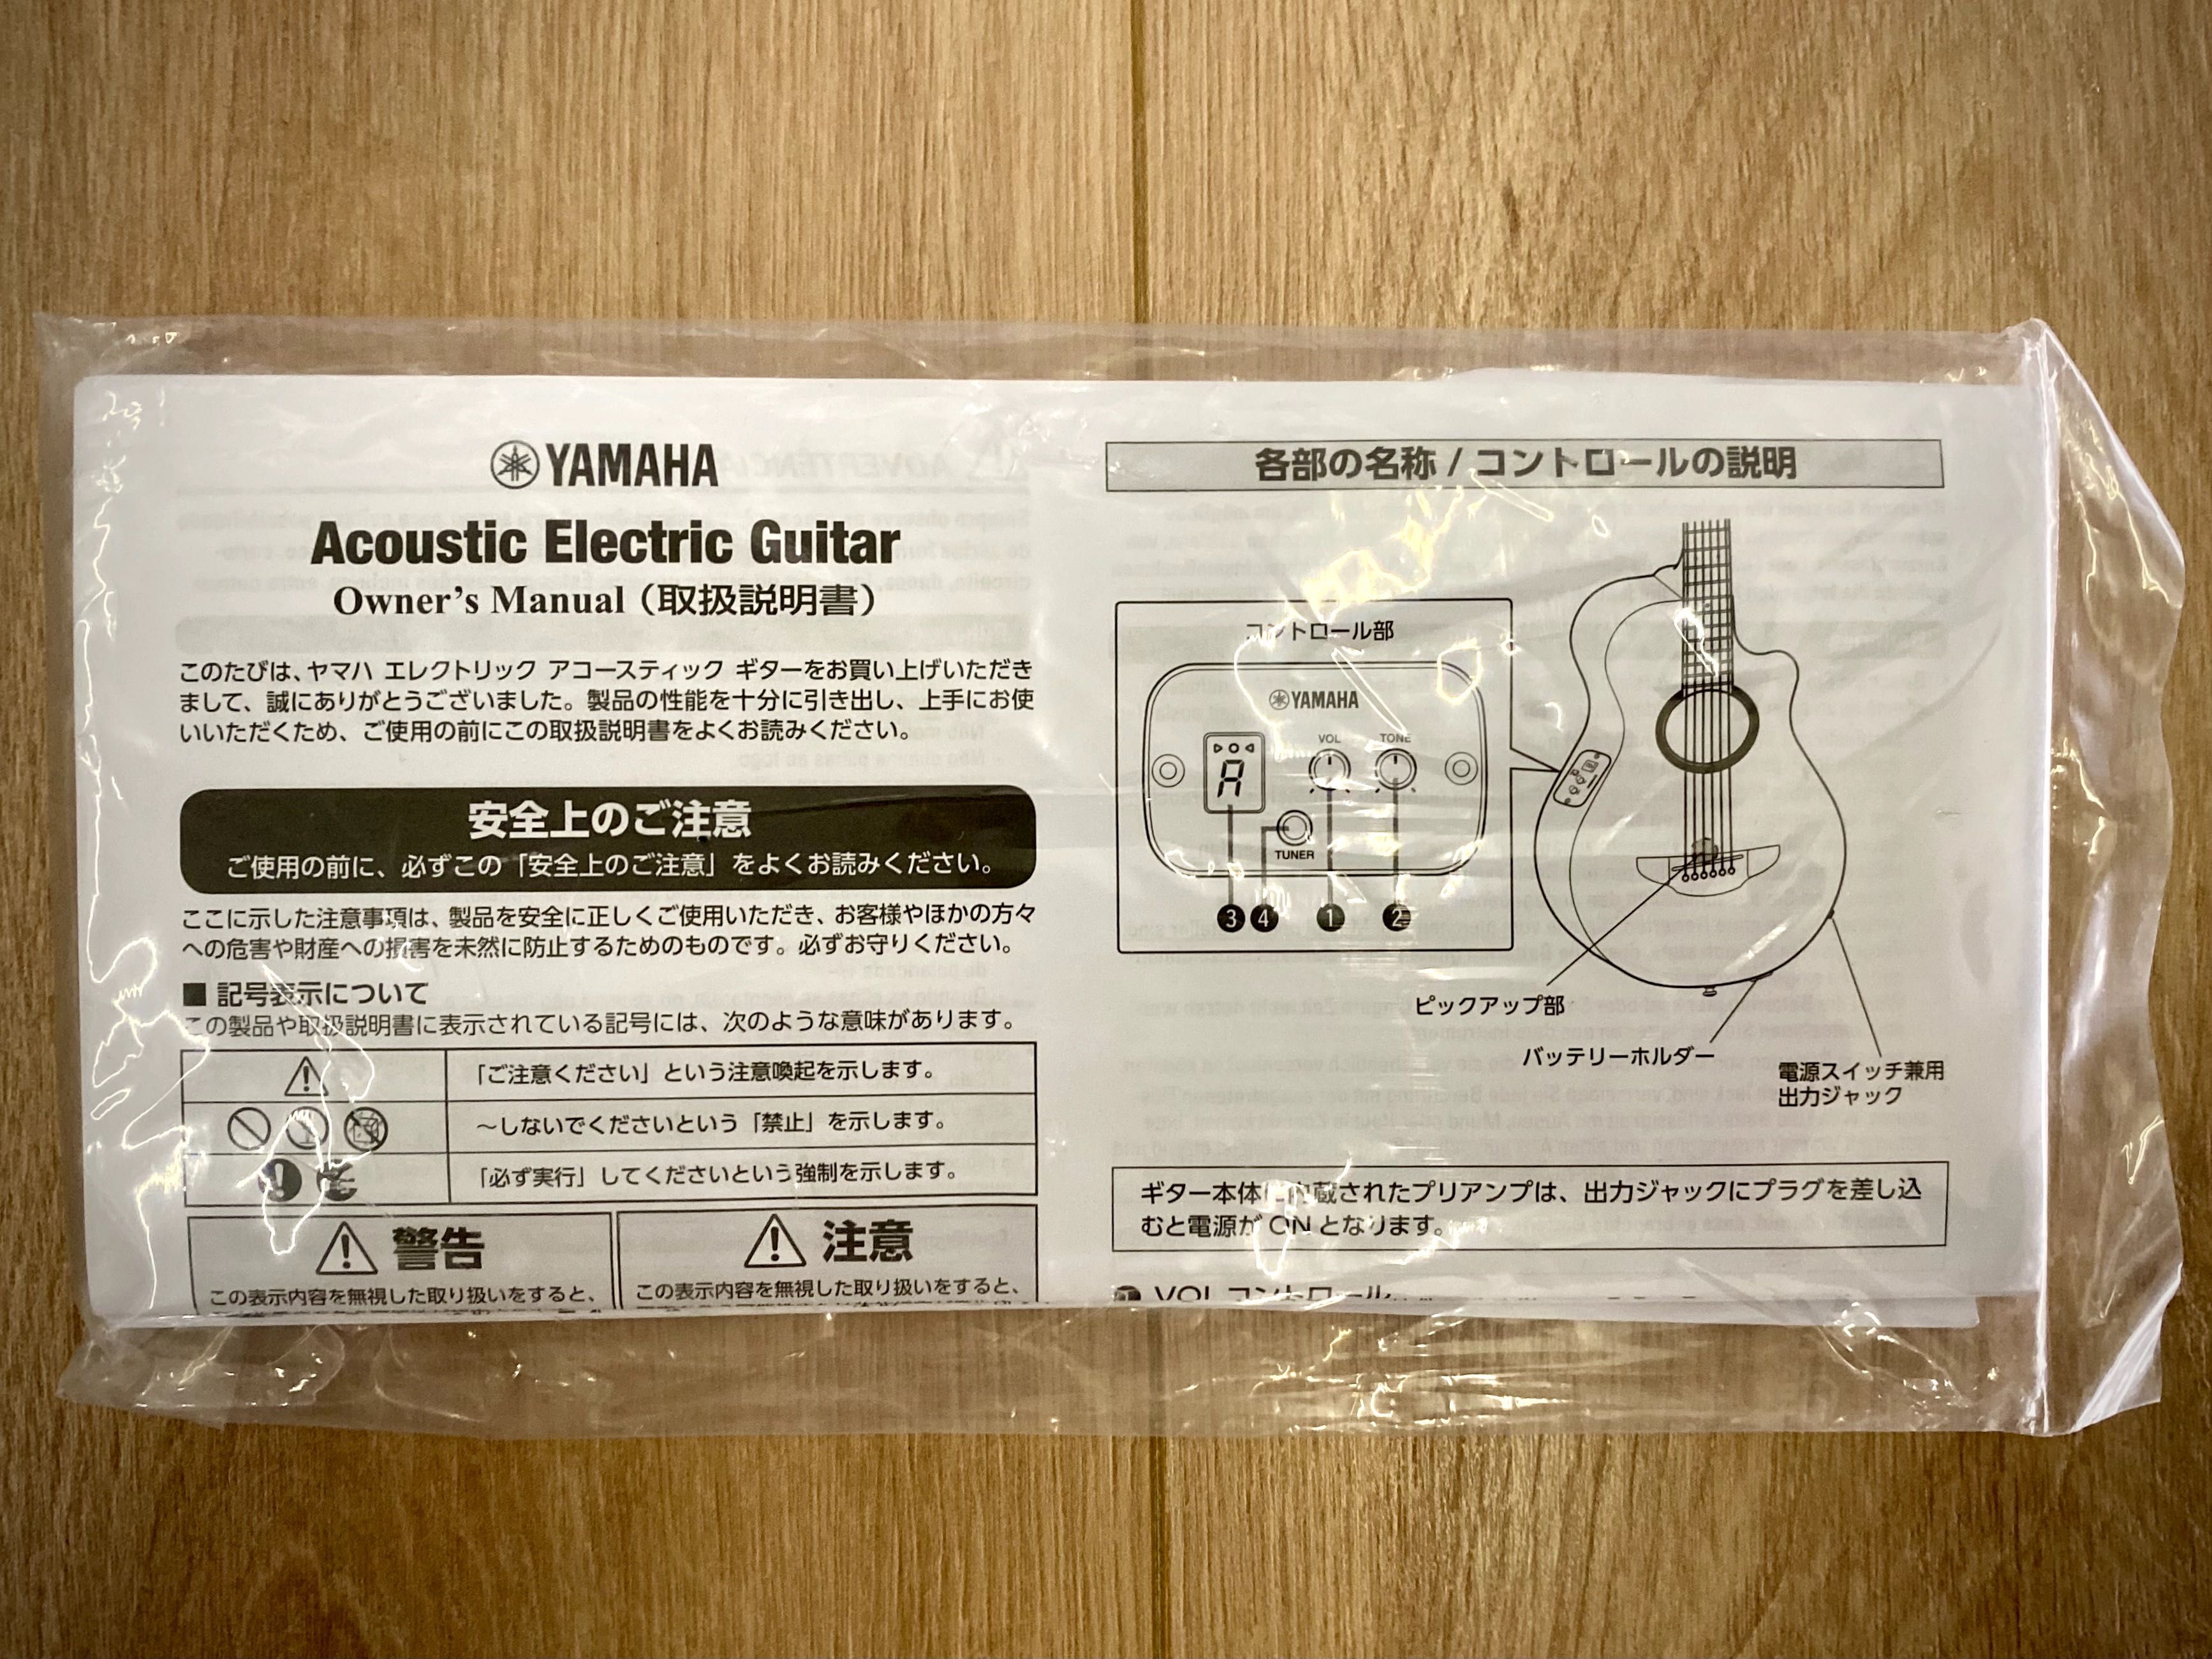 YAMAHA
Acoustic Electric Guitar
Owner's Manual（取扱説明書）
このたびは、ヤマハ エレクトリック アコースティック ギターをお買い上げいただき
まして、誠にありがとうございました。製品の性能を十分に引き出し、上手にお使
いいただくため、ご使用の前にこの取扱説明書をよくお読みください。
安全上のご注意
ご使用の前に、必ずこの「安全上のご注意」をよくお読みください。
ここに示した注意事項は、製品を安全に正しくご使用いただき、お客様やほかの方々
への危害や財産への損害を未然に防止するためのものです。必ずお守りください。
■ 記号表示について
この製品や取扱説明書に表示されている記号には、次のような意味があります。
「ご注意ください」という注意喚起を示します。
～しないでくださいという「禁止」を示します。
「必ず実行」してくださいという強制を示します。
警告
この表示内容を無視した取り扱いをすると、
注意
この表示内容を無視した取り扱いをすると、
各部の名称 / コントロールの説明
コントロール部
YAMAHA
VOL TONE
A
TUNER
3 4 1 2
ピックアップ部
バッテリーホルダー
電源スイッチ兼用
出力ジャック
ギター本体に内蔵されたプリアンプは、出力ジャックにプラグを差し込
むと電源が ON となります。
1 VOL コントロール